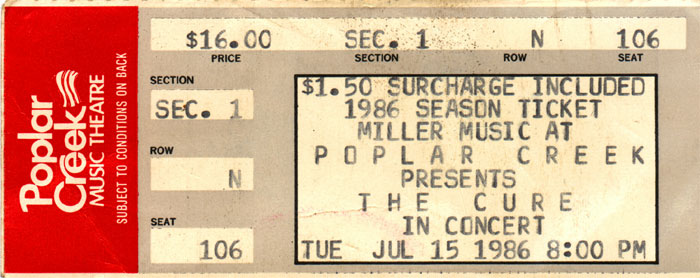 Poplar
Creek
MUSIC THEATRE
SUBJECT TO CONDITIONS ON BACK
$16.00 SEC. 1 N 106
PRICE SECTION ROW SEAT
SECTION
SEC. 1
ROW
N
SEAT
106
$1.50 SURCHARGE INCLUDED
1986 SEASON TICKET
MILLER MUSIC AT
POPLAR CREEK
PRESENTS
THE CURE
IN CONCERT
TUE JUL 15 1986 8:00 PM